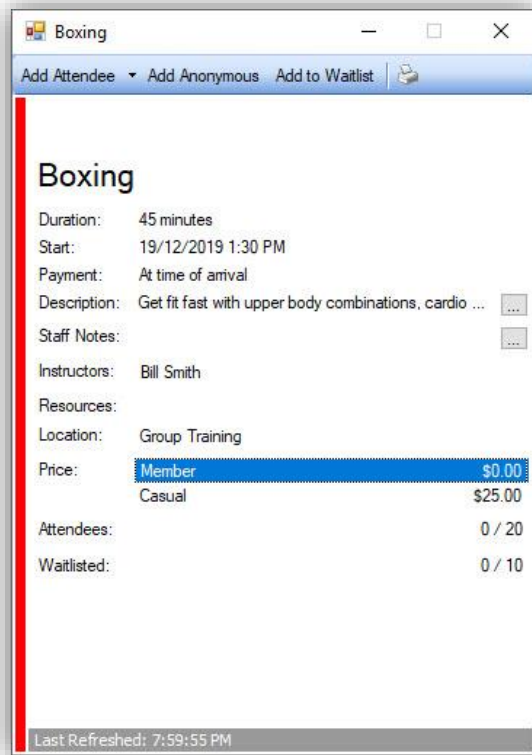 Boxing
Add Attendee Add Anonymous Add to Waitlist
Boxing
Duration: 45 minutes
Start: 19/12/2019 1:30 PM
Payment: At time of arrival
Description: Get fit fast with upper body combinations, cardio ... ...
Staff Notes: ...
Instructors: Bill Smith
Resources:
Location: Group Training
Price: Member $0.00
Casual $25.00
Attendees: 0 / 20
Waitlisted: 0 / 10
Last Refreshed: 7:59:55 PM